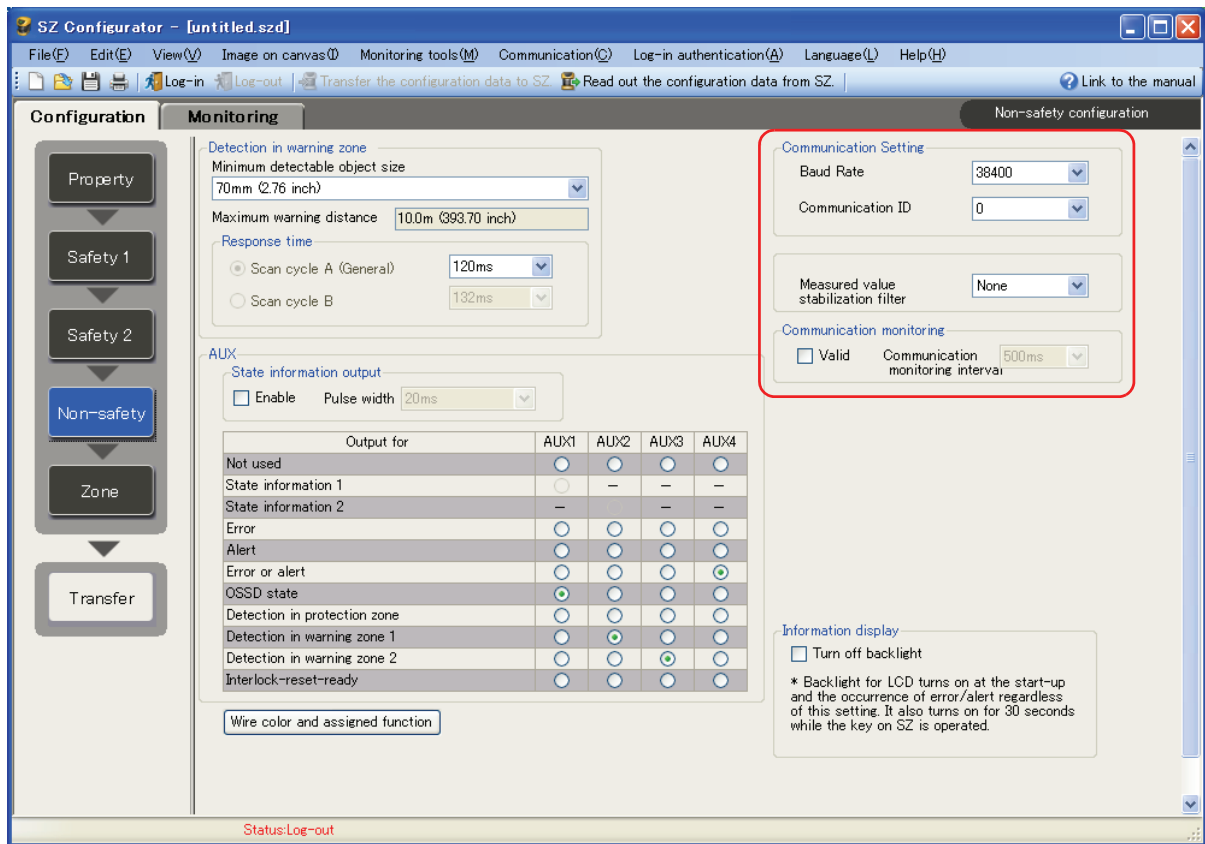 SZ Configurator - [untitled.szd]
File(F) Edit(E) View(V) Image on canvas(I) Monitoring tools(M) Communication(C) Log-in authentication(A) Language(L) Help(H)
Log-in Log-out Transfer the configuration data to SZ. Read out the configuration data from SZ. Link to the manual
Configuration Monitoring Non-safety configuration
Property
Safety 1
Safety 2
Non-safety
Zone
Transfer
Detection in warning zone
Minimum detectable object size
70mm (2.76 inch)
Maximum warning distance 10.0m (393.70 inch)
Response time
Scan cycle A (General) 120ms
Scan cycle B 132ms
AUX
State information output
Enable Pulse width 20ms
Output for AUX1 AUX2 AUX3 AUX4
Not used
State information 1 - - -
State information 2 - - -
Error
Alert
Error or alert
OSSD state
Detection in protection zone
Detection in warning zone 1
Detection in warning zone 2
Interlock-reset-ready
Wire color and assigned function
Communication Setting
Baud Rate 38400
Communication ID 0
Measured value
stabilization filter None
Communication monitoring
Valid Communication
monitoring interval 500ms
Information display
Turn off backlight
* Backlight for LCD turns on at the start-up
and the occurrence of error/alert regardless
of this setting. It also turns on for 30 seconds
while the key on SZ is operated.
Status:Log-out